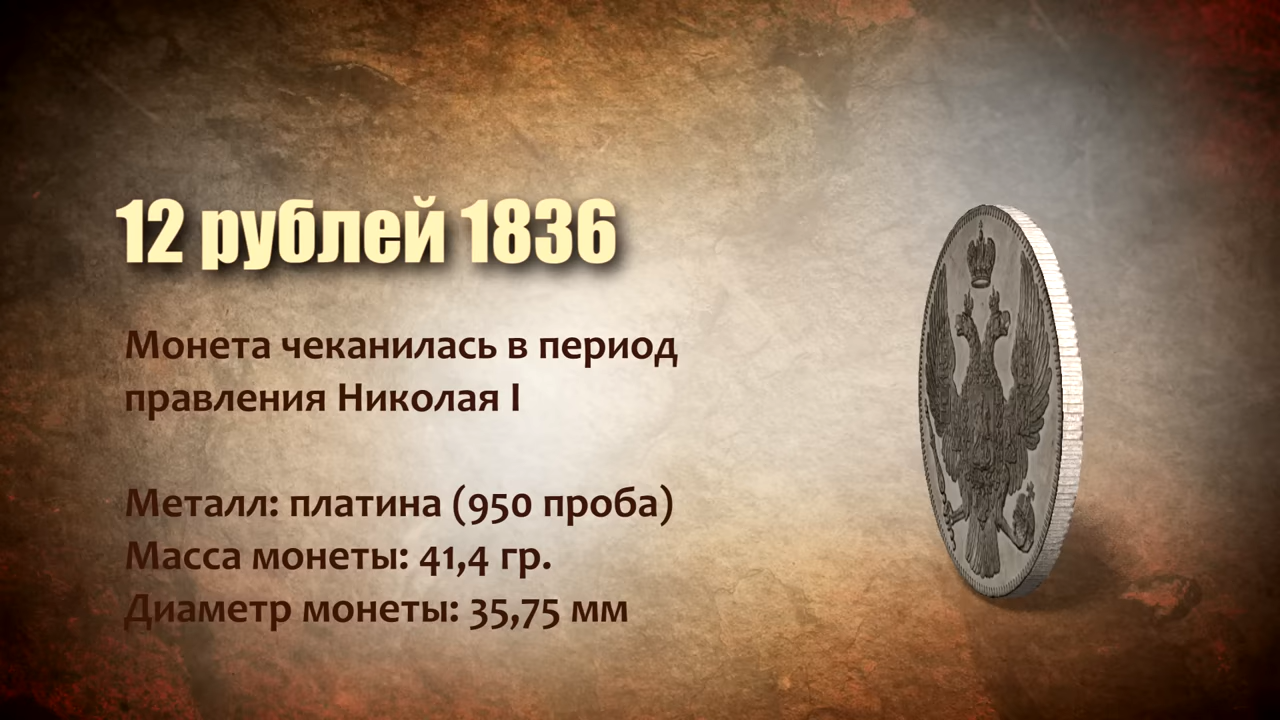 12 рублей 1836
Монета чеканилась в период
правления Николая I
Металл: платина (950 проба)
Масса монеты: 41,4 гр.
Диаметр монеты: 35,75 мм